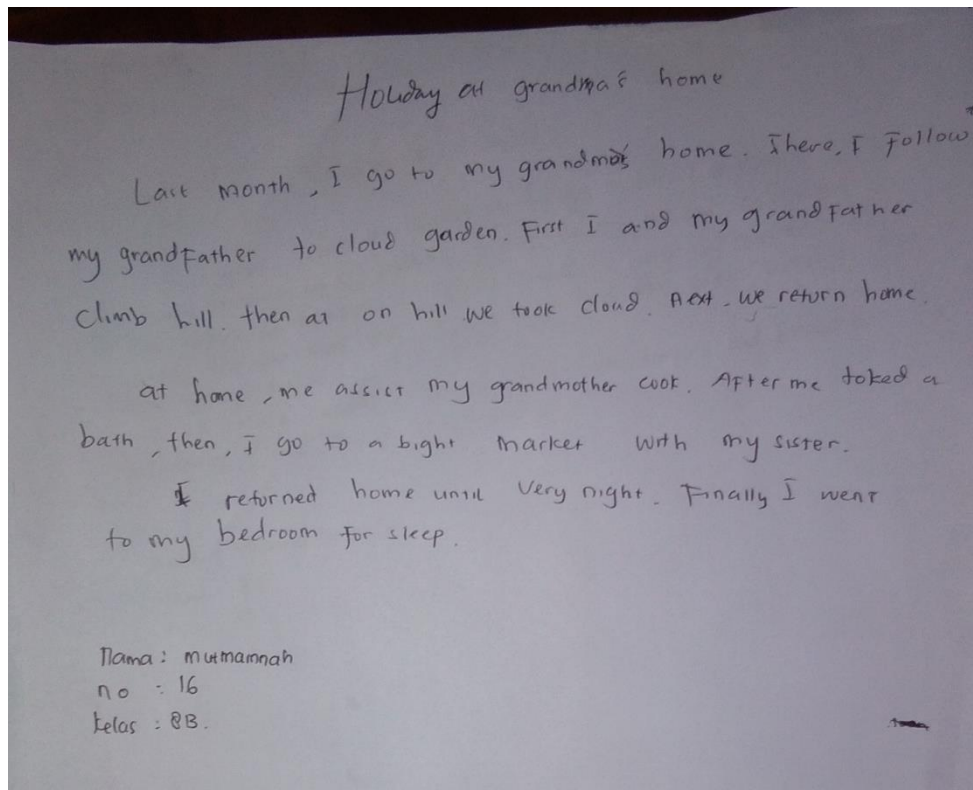 Holiday at grandma's home
Last month, I go to my grandma's home. There, I Follow
my grandFather to cloud garden. First I and my grandFather
climb hill. then at on hill we took cloud. Next, we return home.
at home, me assist my grandmother cook. AFter me toked a
bath, then, I go to a bight market with my sister.
I returned home until very night. Finally I went
to my bedroom For sleep.
Nama : mutmamnah
no : 16
kelas : 8B.